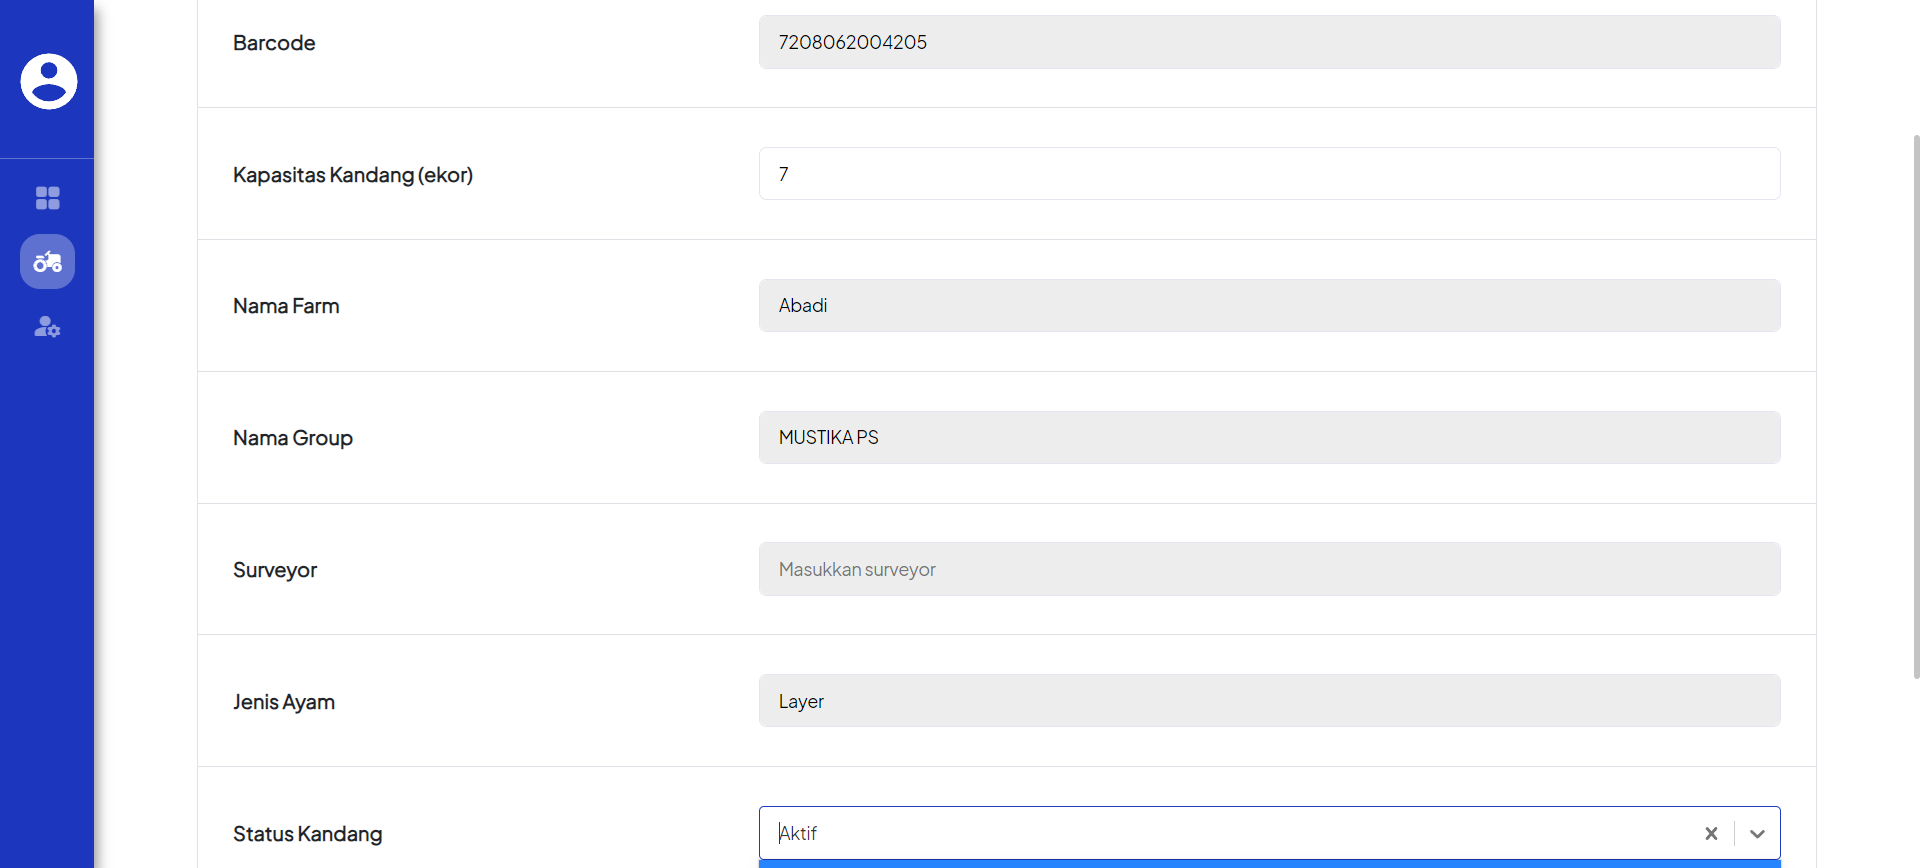 Barcode
7208062004205
Kapasitas Kandang (ekor)
7
Nama Farm
Abadi
Nama Group
MUSTIKA PS
Surveyor
Masukkan surveyor
Jenis Ayam
Layer
Status Kandang
Aktif